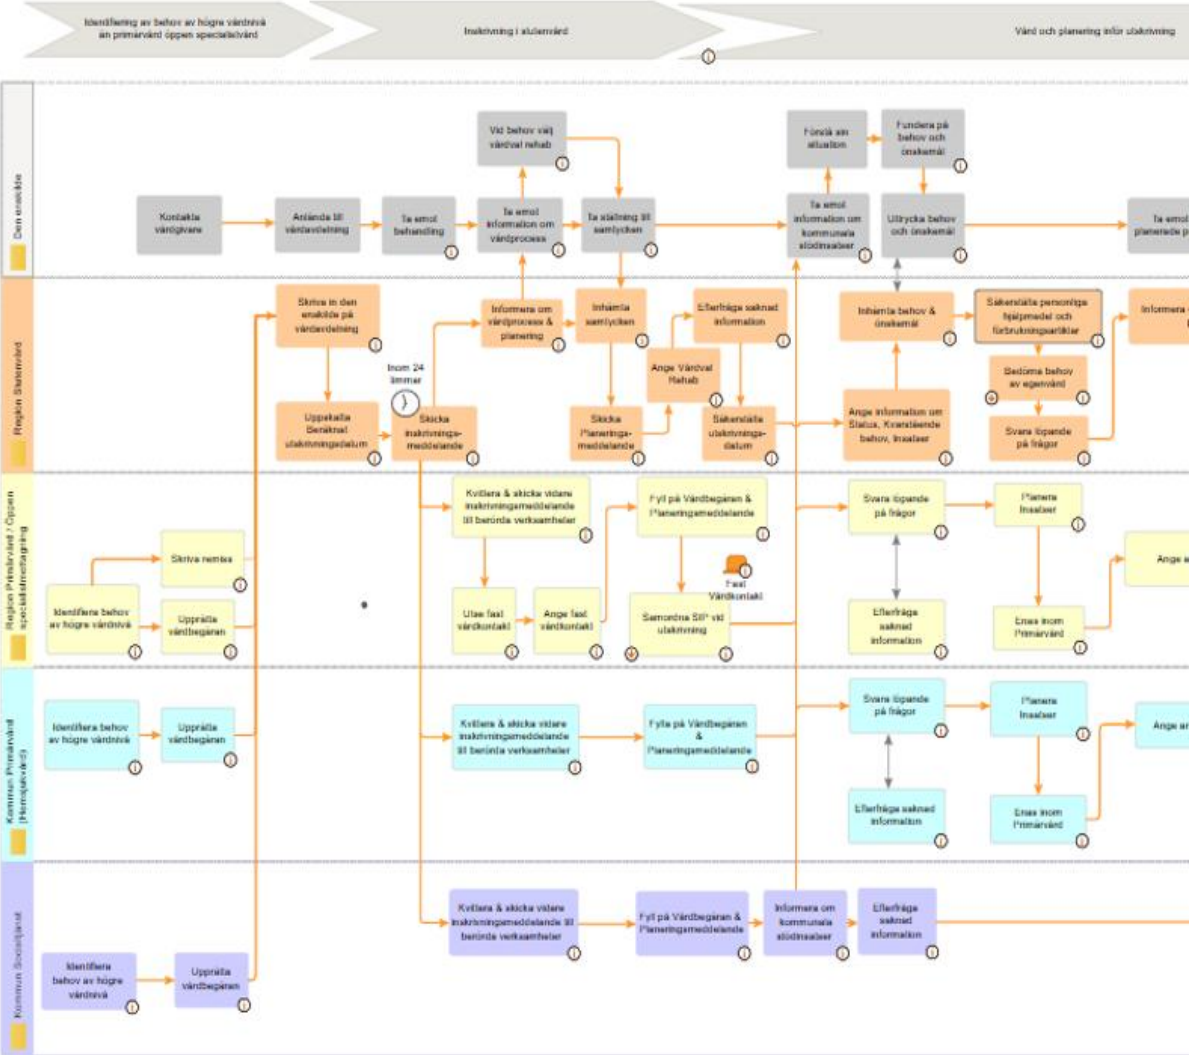 Identifiering av behov av högre vårdnivå
än primärvård öppen specialistvård
Inskrivning i slutenvård
Vård och planering inför utskrivning
Den enskilde
Vid behov välj
vårdval rehab
Förstå sin
situation
Fundera på
behov och
önskemål
Kontakta
vårdgivare
Anlända till
vårdavdelning
Ta emot
behandling
Ta emot
information om
vårdprocess
Ta ställning till
samtycken
Ta emot
information om
kommunala
stödinsatser
Uttrycka behov
och önskemål
Ta emot
planerade p
Region Slutenvård
Skriva in den
enskilde på
vårdavdelning
Informera om
vårdprocess &
planering
Inhämta
samtycken
Efterfråga saknad
information
Inhämta behov &
önskemål
Säkerställa personliga
hjälpmedel och
förbrukningsartiklar
Informera
Inom 24
timmar
Ange Vårdval
Rehab
Bedöma behov
av egenvård
Uppskatta
Beräknat
utskrivningsdatum
Skicka
inskrivnings-
meddelande
Skicka
Planerings-
meddelande
Säkerställa
utskrivnings-
datum
Ange information om
Status, Kvarstående
behov, Insatser
Svara löpande
på frågor
Region Primärvård / Öppen
specialistmottagning
Kvittera & skicka vidare
inskrivningsmeddelande
till berörda verksamheter
Fyll på Vårdbegäran &
Planeringsmeddelande
Svara löpande
på frågor
Planera
Insatser
Skriva remiss
Fast
Vårdkontakt
Ange a
Identifiera behov
av högre vårdnivå
Upprätta
vårdbegäran
Utse fast
vårdkontakt
Ange fast
vårdkontakt
Samordna SIP vid
utskrivning
Efterfråga
saknad
information
Enas inom
Primärvård
Kommun Primärvård
(Hemsjukvård)
Identifiera behov
av högre vårdnivå
Upprätta
vårdbegäran
Kvittera & skicka vidare
inskrivningsmeddelande
till berörda verksamheter
Fylla på Vårdbegäran
&
Planeringsmeddelande
Svara löpande
på frågor
Planera
Insatser
Ange an
Efterfråga saknad
information
Enas inom
Primärvård
Kommun Socialtjänst
Kvittera & skicka vidare
inskrivningsmeddelande till
berörda verksamheter
Fyll på Vårdbegäran &
Planeringsmeddelande
Informera om
kommunala
stödinsatser
Efterfråga
saknad
information
Identifiera
behov av högre
vårdnivå
Upprätta
vårdbegäran